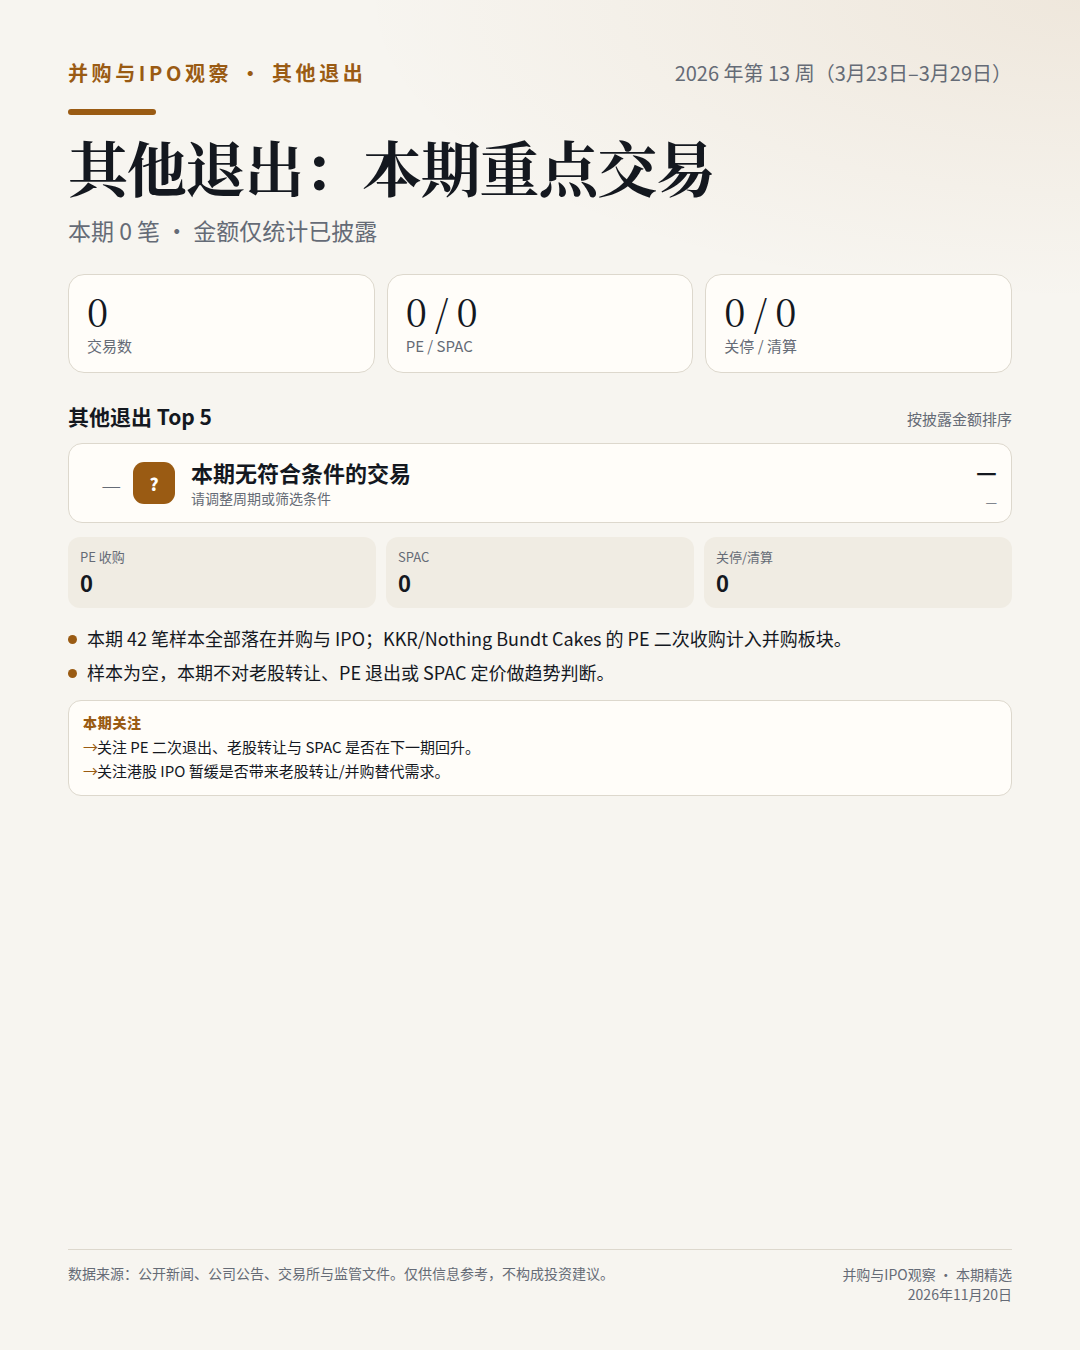 并购与IPO观察 · 其他退出
2026 年第 13 周（3月23日–3月29日）
其他退出：本期重点交易
本期 0 笔 · 金额仅统计已披露
0
交易数
0 / 0
PE / SPAC
0 / 0
关停 / 清算
其他退出 Top 5
按披露金额排序
—
?
本期无符合条件的交易
请调整周期或筛选条件
—
—
PE 收购
0
SPAC
0
关停/清算
0
本期 42 笔样本全部落在并购与 IPO；KKR/Nothing Bundt Cakes 的 PE 二次收购计入并购板块。
样本为空，本期不对老股转让、PE 退出或 SPAC 定价做趋势判断。
本期关注
→关注 PE 二次退出、老股转让与 SPAC 是否在下一期回升。
→关注港股 IPO 暂缓是否带来老股转让/并购替代需求。
数据来源：公开新闻、公司公告、交易所与监管文件。仅供信息参考，不构成投资建议。
并购与IPO观察 · 本期精选
2026年11月20日